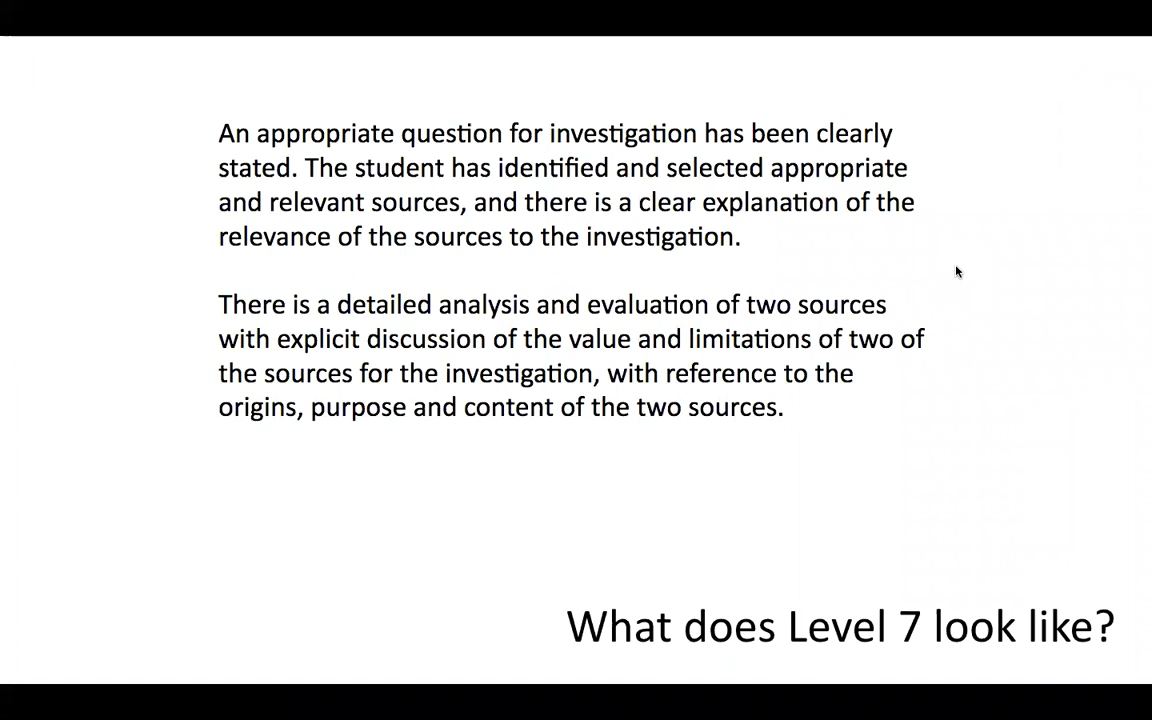 An appropriate question for investigation has been clearly
stated. The student has identified and selected appropriate
and relevant sources, and there is a clear explanation of the
relevance of the sources to the investigation.
There is a detailed analysis and evaluation of two sources
with explicit discussion of the value and limitations of two of
the sources for the investigation, with reference to the
origins, purpose and content of the two sources.
What does Level 7 look like?